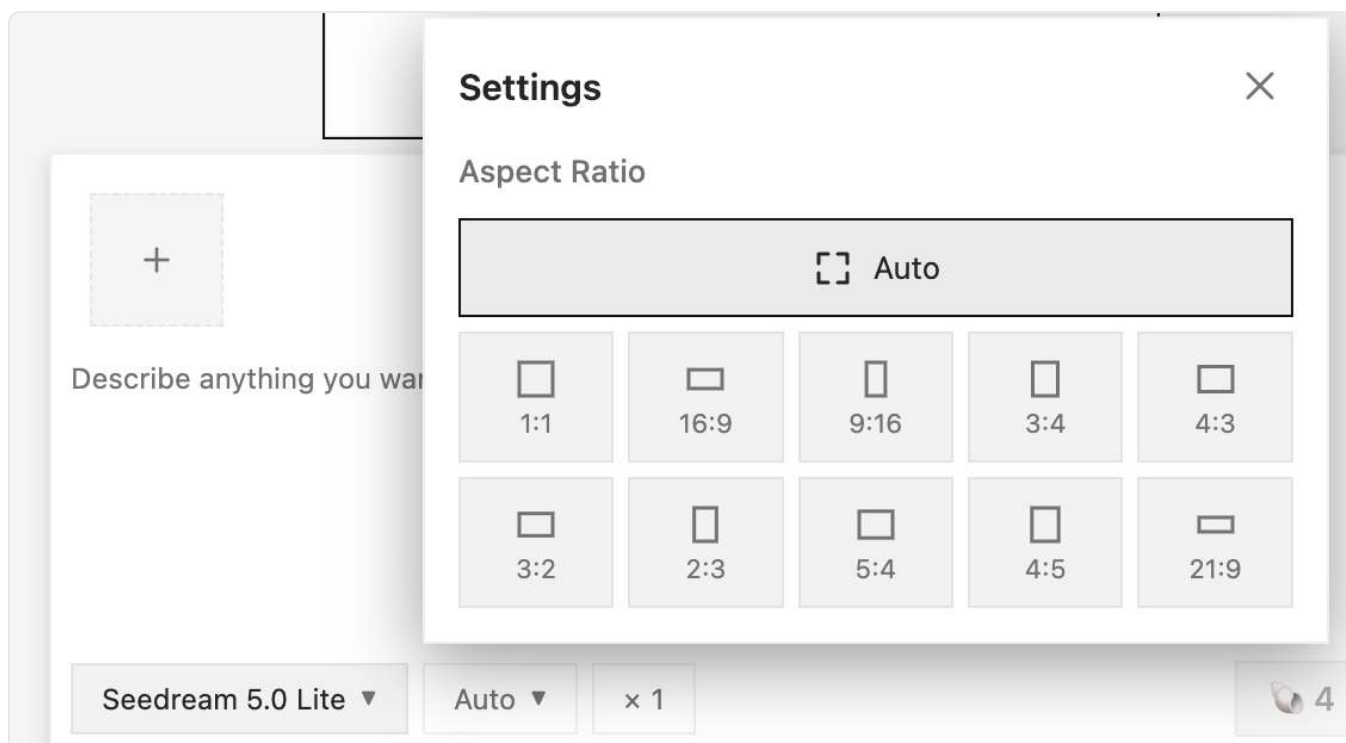 Settings
Aspect Ratio
Auto
1:1
16:9
9:16
3:4
4:3
3:2
2:3
5:4
4:5
21:9
Describe anything you
Seedream 5.0 Lite ▼
Auto ▼
× 1
4